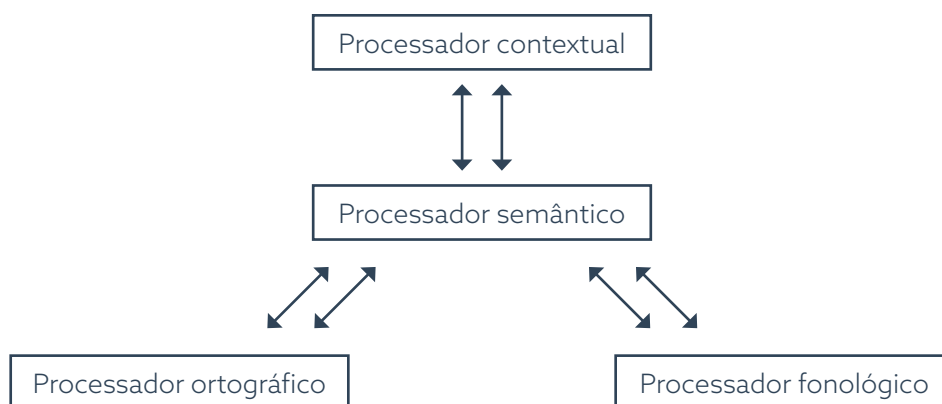 Processador contextual
Processador semântico
Processador ortográfico
Processador fonológico